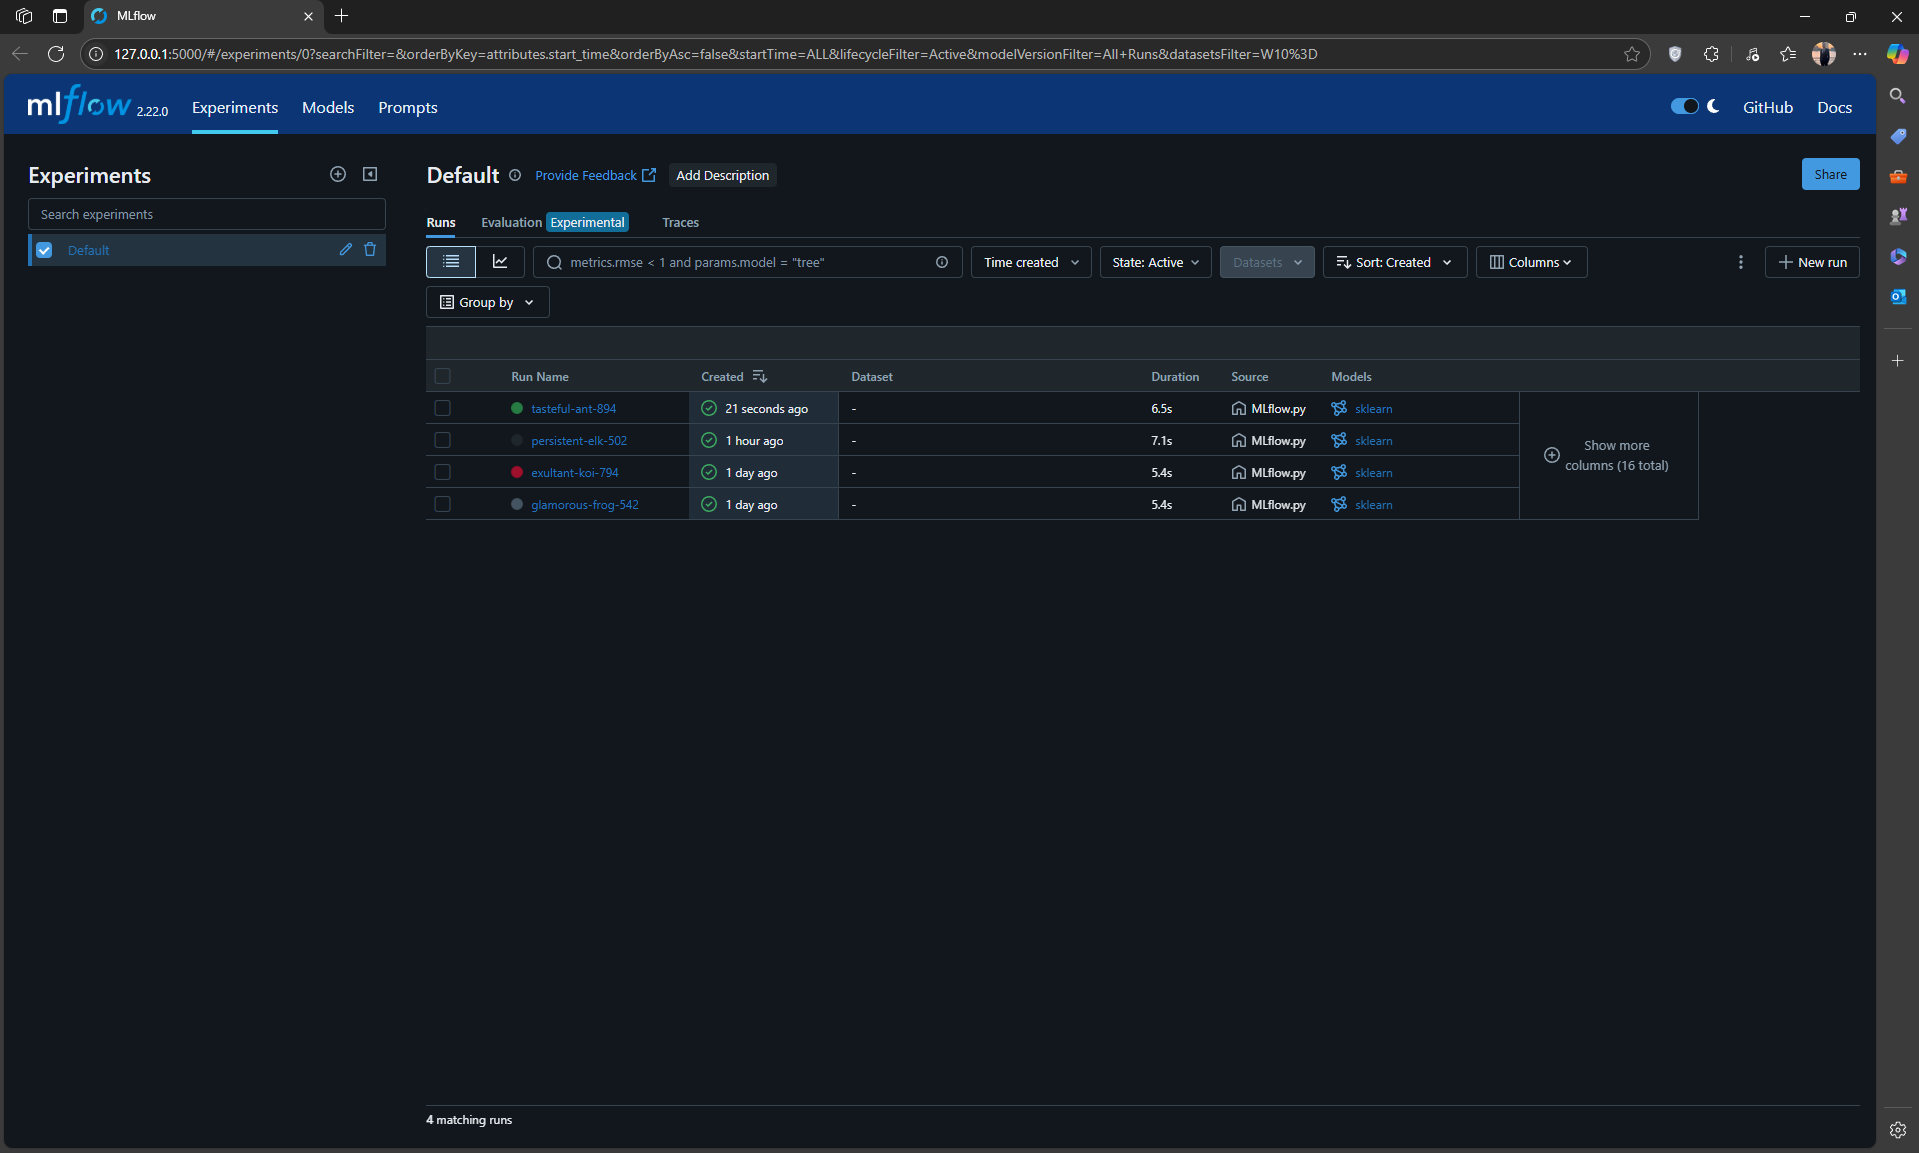 MLflow
127.0.0.1:5000/#/experiments/0?searchFilter=&orderByKey=attributes.start_time&orderByAsc=false&startTime=ALL&lifecycleFilter=Active&modelVersionFilter=All+Runs&datasetsFilter=W10%3D
mlflow 2.22.0 Experiments Models Prompts GitHub Docs
Experiments
Search experiments
Default
Default Provide Feedback Add Description Share
Runs Evaluation Experimental Traces
metrics.rmse < 1 and params.model = "tree" Time created State: Active Datasets Sort: Created Columns New run
Group by
Run Name Created Dataset Duration Source Models
tasteful-ant-894 21 seconds ago - 6.5s MLflow.py sklearn
persistent-elk-502 1 hour ago - 7.1s MLflow.py sklearn
exultant-koi-794 1 day ago - 5.4s MLflow.py sklearn
glamorous-frog-542 1 day ago - 5.4s MLflow.py sklearn
Show more
columns (16 total)
4 matching runs